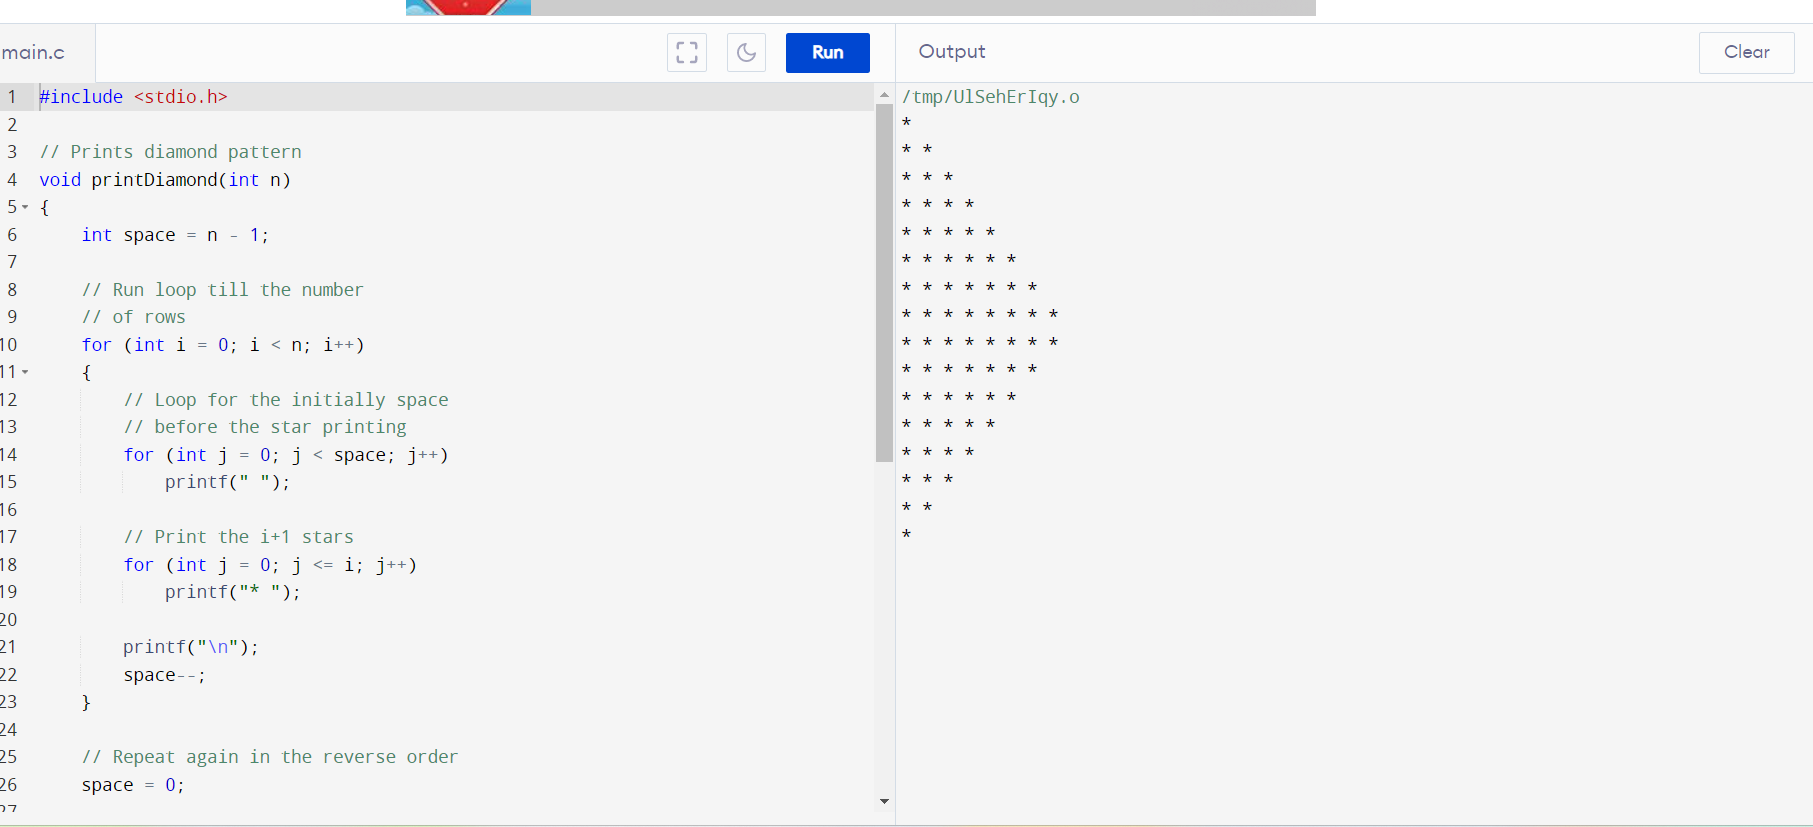 main.c
Run
Output
Clear
1 #include <stdio.h>
2
3 // Prints diamond pattern
4 void printDiamond(int n)
5 {
6     int space = n - 1;
7
8     // Run loop till the number
9     // of rows
10     for (int i = 0; i < n; i++)
11     {
12         // Loop for the initially space
13         // before the star printing
14         for (int j = 0; j < space; j++)
15             printf(" ");
16
17         // Print the i+1 stars
18         for (int j = 0; j <= i; j++)
19             printf("* ");
20
21         printf("\n");
22         space--;
23     }
24
25     // Repeat again in the reverse order
26     space = 0;
27
/tmp/UlSehErIqy.o
*
* *
* * *
* * * *
* * * * *
* * * * * *
* * * * * * *
* * * * * * * *
* * * * * * * *
* * * * * * *
* * * * * *
* * * * *
* * * *
* * *
* *
*